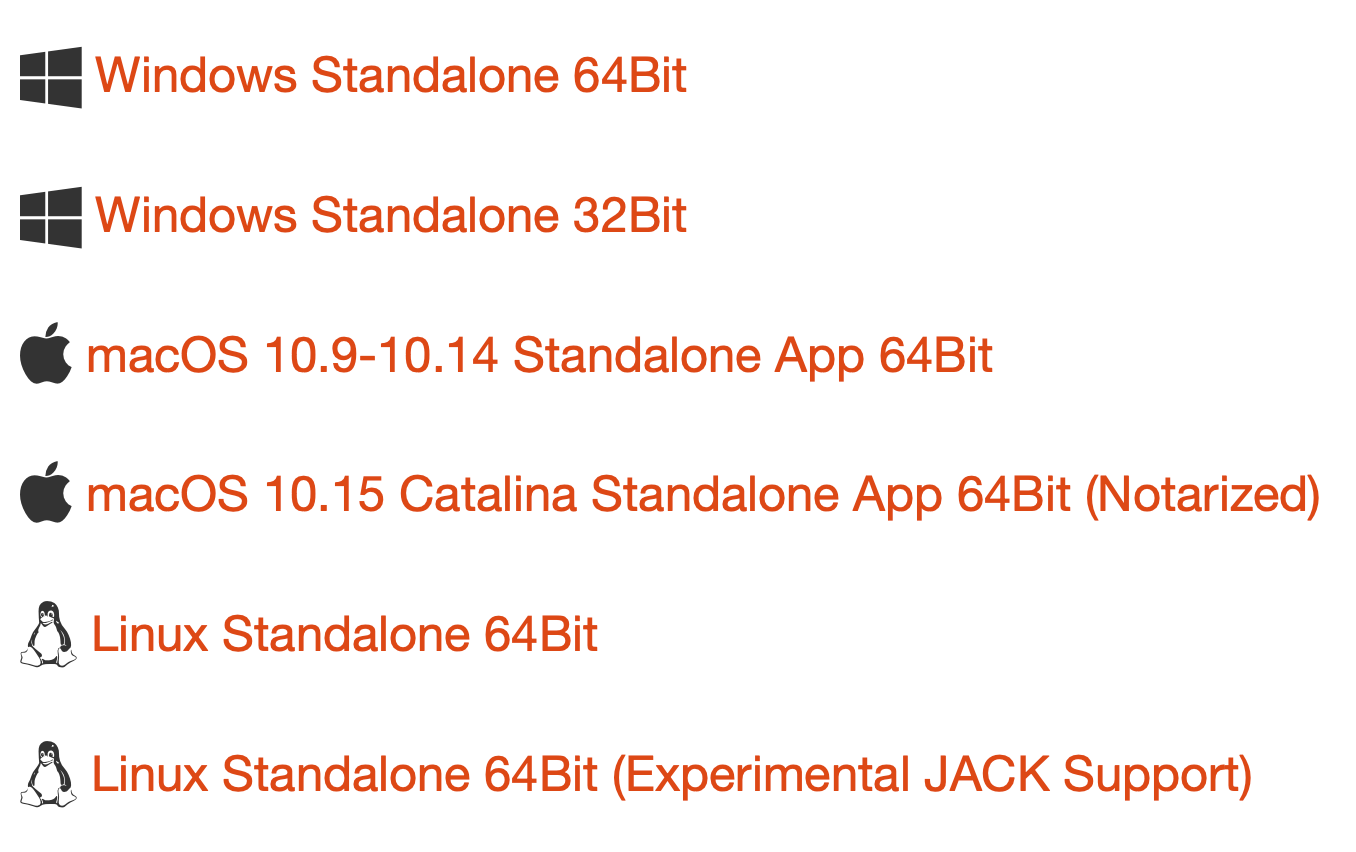 Windows Standalone 64Bit
Windows Standalone 32Bit
macOS 10.9-10.14 Standalone App 64Bit
macOS 10.15 Catalina Standalone App 64Bit (Notarized)
Linux Standalone 64Bit
Linux Standalone 64Bit (Experimental JACK Support)